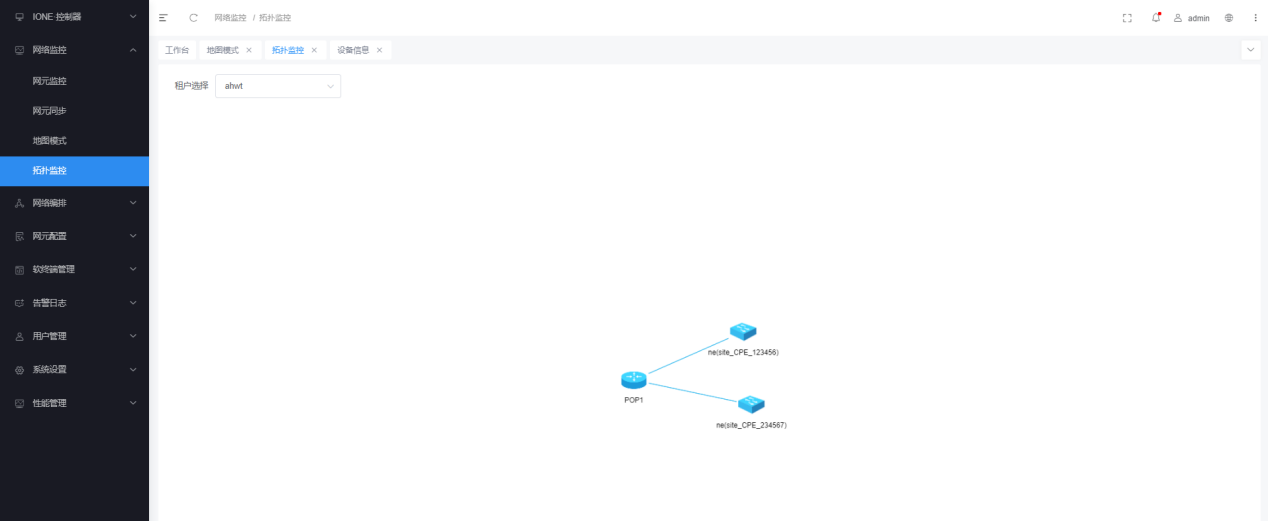 IONE-控制器
网络监控 / 拓扑监控
admin
网络监控
工作台
地图模式 ×
拓扑监控 ×
设备信息 ×
网元监控
网元同步
地图模式
拓扑监控
网络编排
网元配置
软终端管理
告警日志
用户管理
系统设置
性能管理
租户选择
ahwt
ne(site_CPE_123456)
POP1
ne(site_CPE_234567)